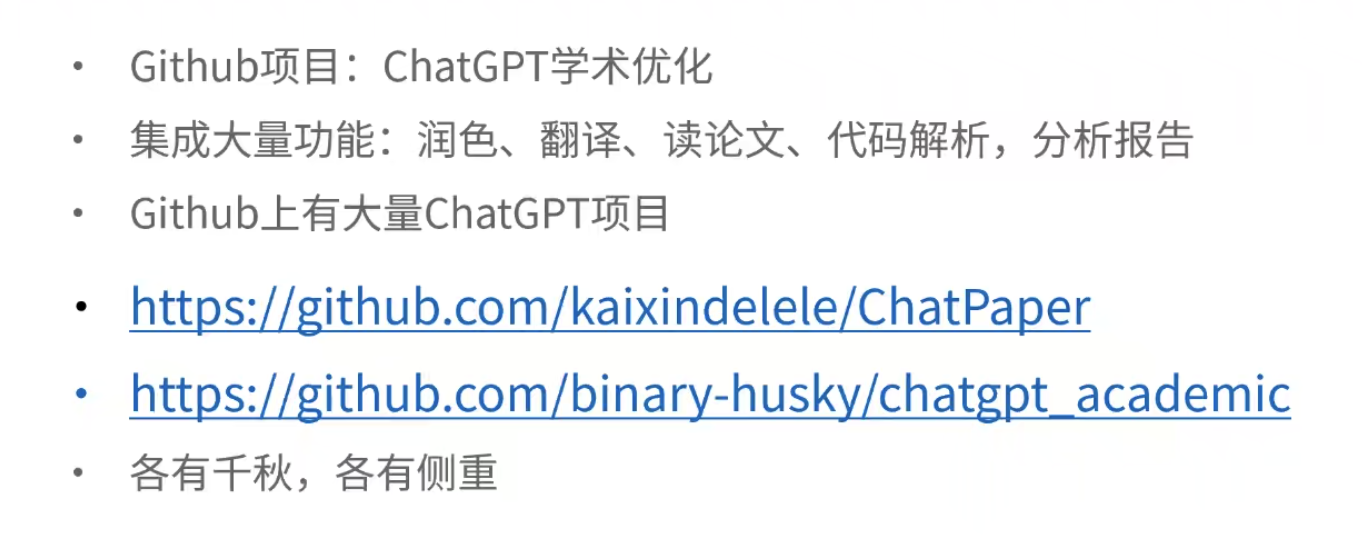 • Github项目：ChatGPT学术优化
• 集成大量功能：润色、翻译、读论文、代码解析，分析报告
• Github上有大量ChatGPT项目
• https://github.com/kaixindelele/ChatPaper
• https://github.com/binary-husky/chatgpt_academic
• 各有千秋，各有侧重